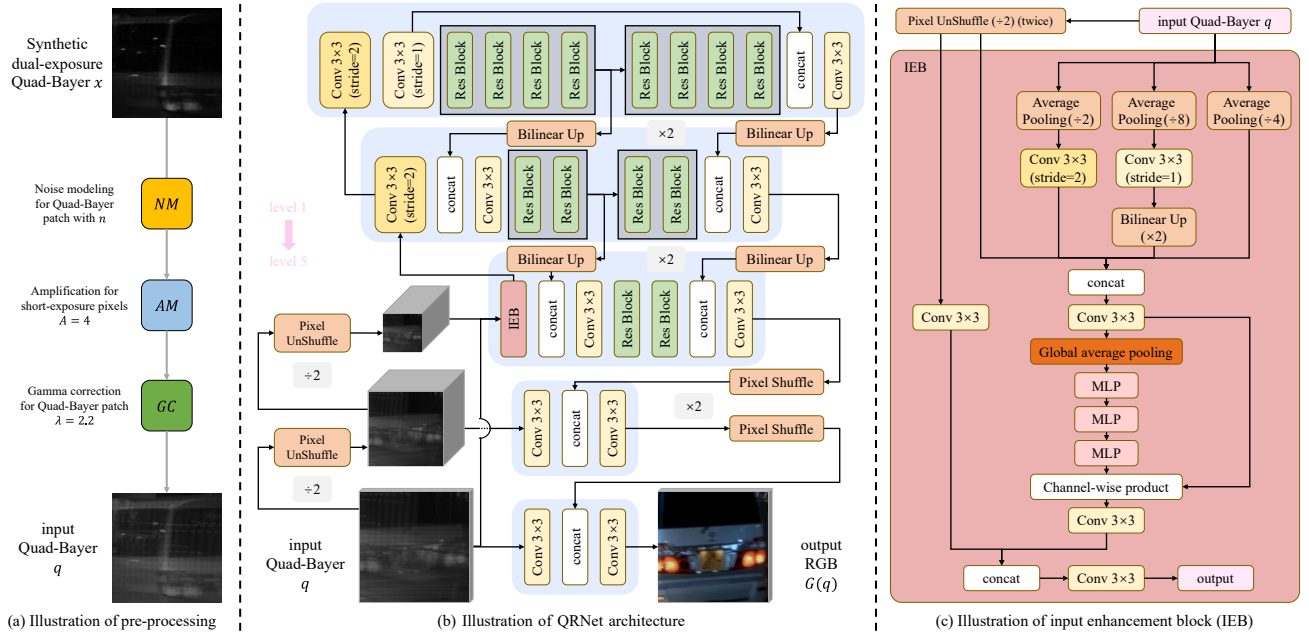 Synthetic
dual-exposure
Quad-Bayer x
Noise modeling
for Quad-Bayer
patch with n
NM
Amplification for
short-exposure pixels
A = 4
AM
Gamma correction
for Quad-Bayer patch
λ = 2.2
GC
input
Quad-Bayer
q
(a) Illustration of pre-processing
Conv 3×3
(stride=2)
Conv 3×3
(stride=1)
Res Block
Res Block
Res Block
Res Block
Res Block
Res Block
Res Block
Res Block
concat
Conv 3×3
Bilinear Up
×2
Bilinear Up
Conv 3×3
(stride=2)
concat
Conv 3×3
Res Block
Res Block
Res Block
Res Block
concat
Conv 3×3
level 1
level 5
Bilinear Up
×2
Bilinear Up
IEB
concat
Conv 3×3
Res Block
Res Block
concat
Conv 3×3
Pixel
UnShuffle
÷2
Pixel Shuffle
×2
Conv 3×3
concat
Conv 3×3
Pixel Shuffle
Pixel
UnShuffle
÷2
input
Quad-Bayer
q
Conv 3×3
concat
Conv 3×3
output
RGB
G(q)
(b) Illustration of QRNet architecture
Pixel UnShuffle (÷2) (twice)
input Quad-Bayer q
IEB
Average
Pooling(÷2)
Average
Pooling(÷8)
Average
Pooling(÷4)
Conv 3×3
(stride=2)
Conv 3×3
(stride=1)
Bilinear Up
(×2)
concat
Conv 3×3
Conv 3×3
Global average pooling
MLP
MLP
MLP
Channel-wise product
Conv 3×3
concat
Conv 3×3
output
(c) Illustration of input enhancement block (IEB)